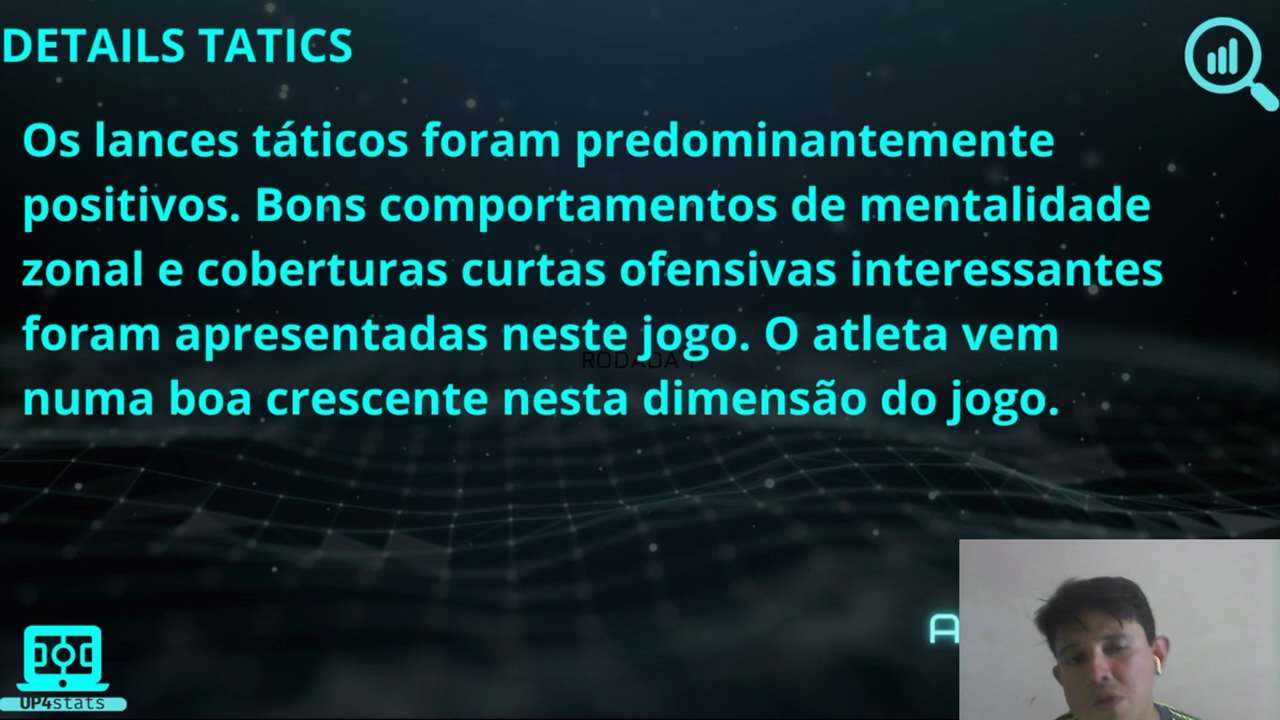 DETAILS TATICS
Os lances táticos foram predominantemente
positivos. Bons comportamentos de mentalidade
zonal e coberturas curtas ofensivas interessantes
foram apresentadas neste jogo. O atleta vem
numa boa crescente nesta dimensão do jogo.
RODADA
A
UP4stats